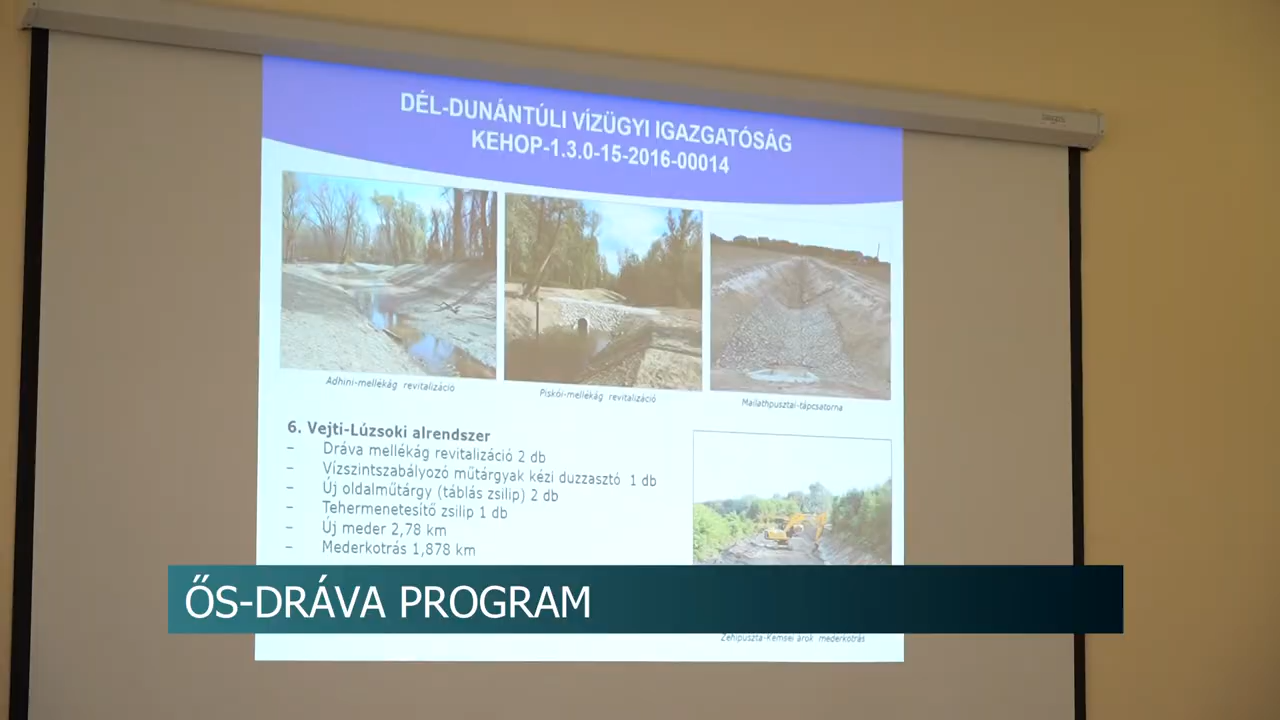 DÉL-DUNÁNTÚLI VÍZÜGYI IGAZGATÓSÁG
KEHOP-1.3.0-15-2016-00014
Adhini-mellékág revitalizáció
Piskói-mellékág revitalizáció
Mailathpusztai-tápcsatorna
6. Vejti-Lúzsoki alrendszer
- Dráva mellékág revitalizáció 2 db
- Vízszintszabályozó műtárgyak kézi duzzasztó 1 db
- Új oldalműtárgy (táblás zsilip) 2 db
- Tehermenetesítő zsilip 1 db
- Új meder 2,78 km
- Mederkotrás 1,878 km
ŐS-DRÁVA PROGRAM
Zehipuszta-Kemsei árok mederkotrás